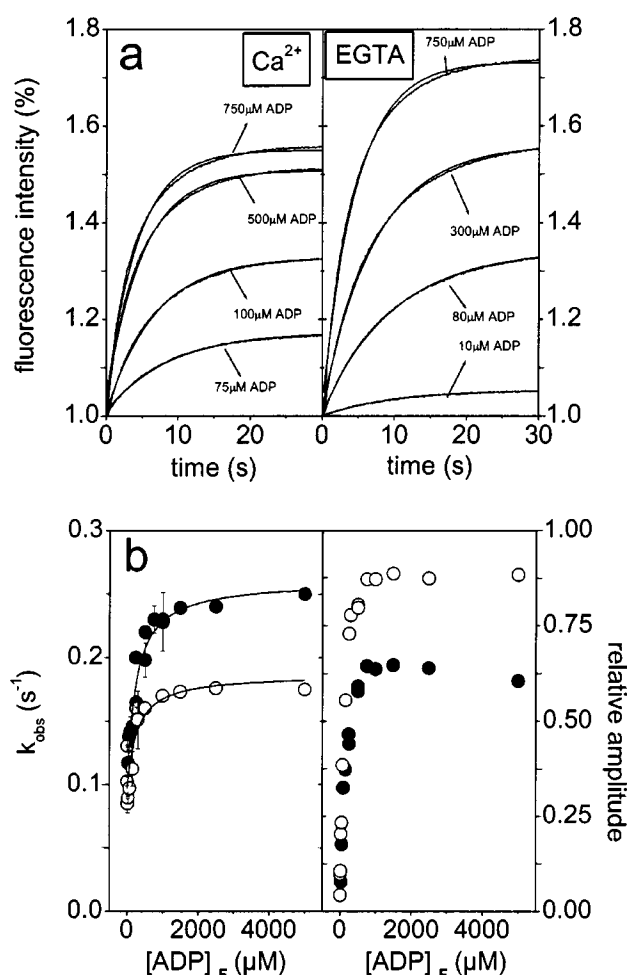 a
Ca2+
EGTA
fluorescence intensity (%)
1.8
1.6
1.4
1.2
1.0
750µM ADP
500µM ADP
100µM ADP
75µM ADP
0
10
20
time (s)
750µM ADP
300µM ADP
80µM ADP
10µM ADP
0
10
20
30
time (s)
1.8
1.6
1.4
1.2
1.0
b
kobs (s-1)
0.3
0.2
0.1
0.0
0
2000
4000
[ADP] (µM)
0
2000
4000
[ADP] (µM)
1.00
0.75
0.50
0.25
0.00
relative amplitude